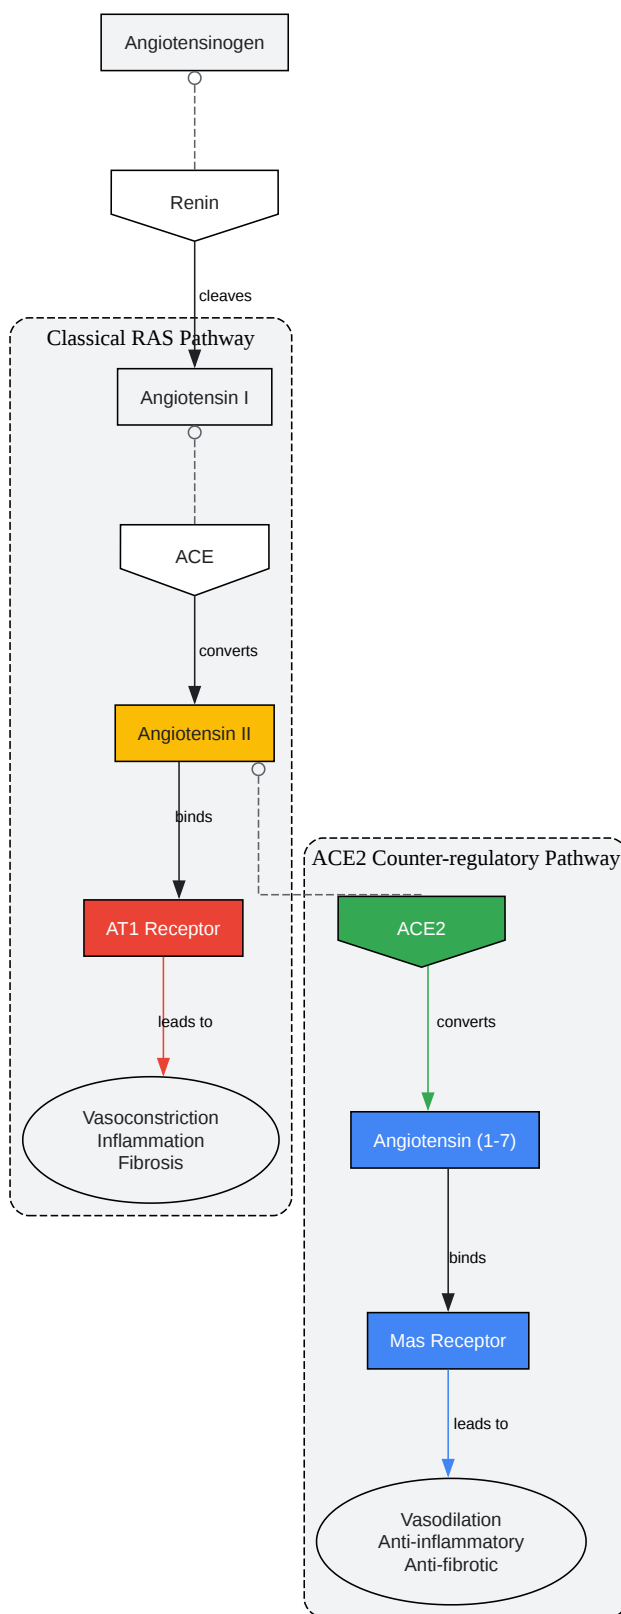 Angiotensinogen
Renin
cleaves
Classical RAS Pathway
Angiotensin I
ACE
converts
Angiotensin II
binds
ACE2 Counter-regulatory Pathway
AT1 Receptor
ACE2
leads to
converts
Vasoconstriction
Inflammation
Fibrosis
Angiotensin (1-7)
binds
Mas Receptor
leads to
Vasodilation
Anti-inflammatory
Anti-fibrotic